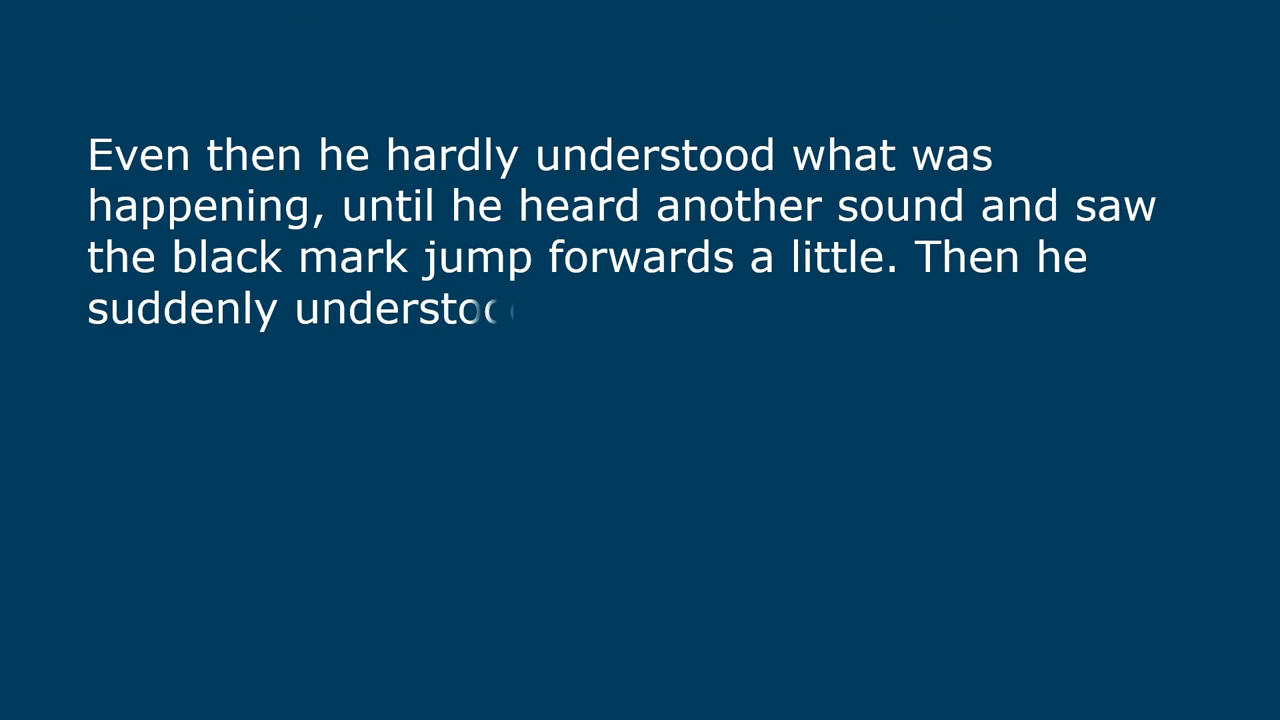 Even then he hardly understood what was
happening, until he heard another sound and saw
the black mark jump forwards a little. Then he
suddenly understoo